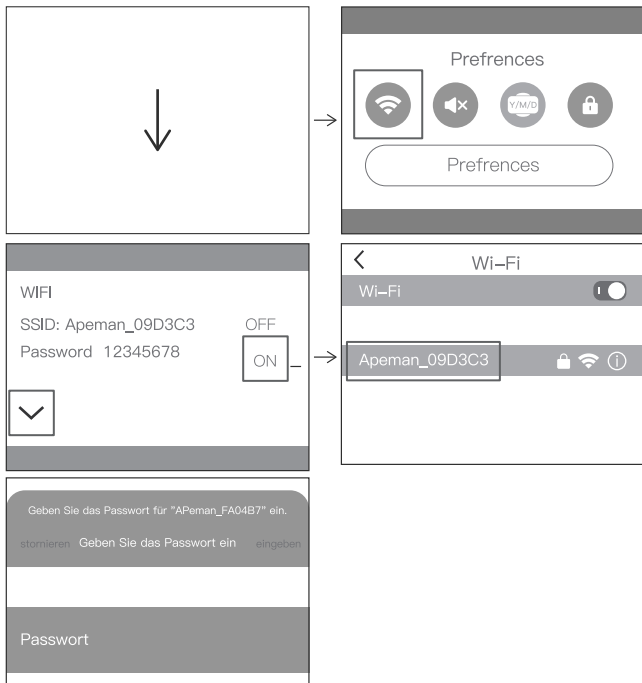 Prefrences
Y/M/D
Prefrences
WIFI
SSID: Apeman_09D3C3 OFF
Password 12345678
ON
Wi-Fi
Wi-Fi
Apeman_09D3C3
Geben Sie das Passwort für "APeman_FA04B7" ein.
stornieren Geben Sie das Passwort ein eingeben
Passwort